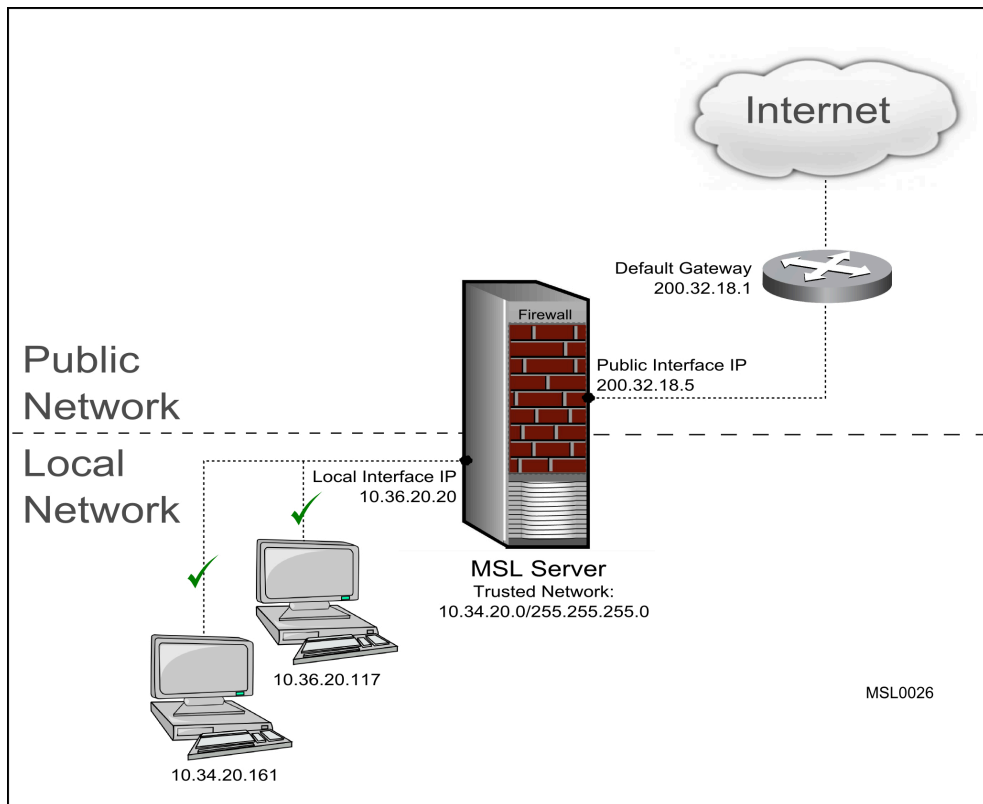 Internet
Default Gateway
200.32.18.1
Firewall
Public Interface IP
200.32.18.5
Public
Network
Local
Network
Local Interface IP
10.36.20.20
MSL Server
Trusted Network:
10.34.20.0/255.255.255.0
10.36.20.117
10.34.20.161
MSL0026